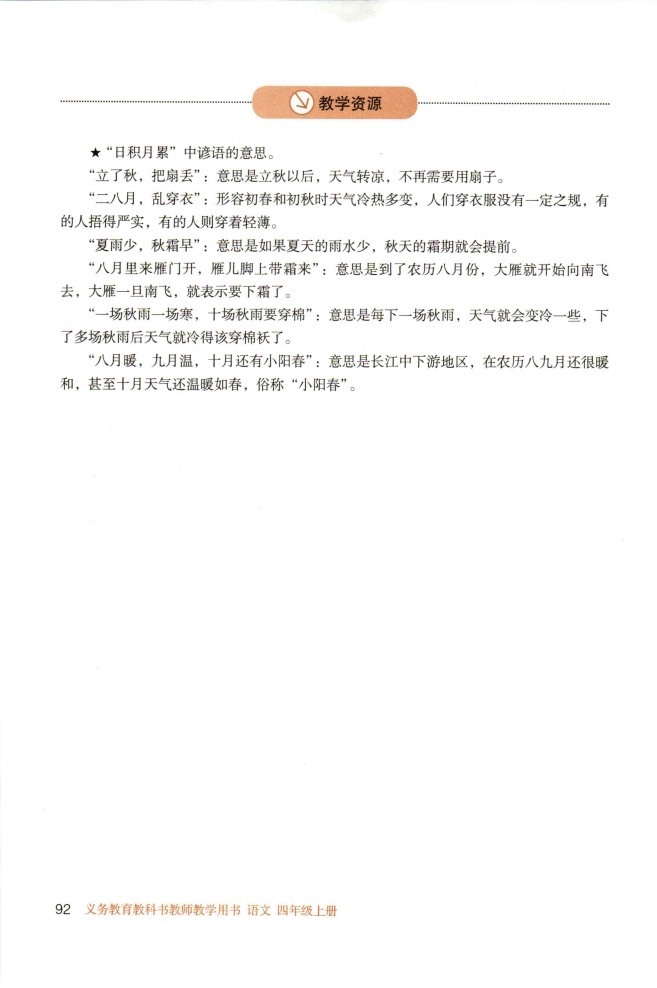 教学资源
★“日积月累”中谚语的意思。
“立了秋，把扇丢”：意思是立秋以后，天气转凉，不再需要用扇子。
“二八月，乱穿衣”：形容初春和初秋时天气冷热多变，人们穿衣服没有一定之规，有
的人捂得严实，有的人则穿着轻薄。
“夏雨少，秋霜早”：意思是如果夏天的雨水少，秋天的霜期就会提前。
“八月里来雁门开，雁儿脚上带霜来”：意思是到了农历八月份，大雁就开始向南飞
去，大雁一旦南飞，就表示要下霜了。
“一场秋雨一场寒，十场秋雨要穿棉”：意思是每下一场秋雨，天气就会变冷一些，下
了多场秋雨后天气就冷得该穿棉袄了。
“八月暖，九月温，十月还有小阳春”：意思是长江中下游地区，在农历八九月还很暖
和，甚至十月天气还温暖如春，俗称“小阳春”。
92 义务教育教科书教师教学用书 语文 四年级上册